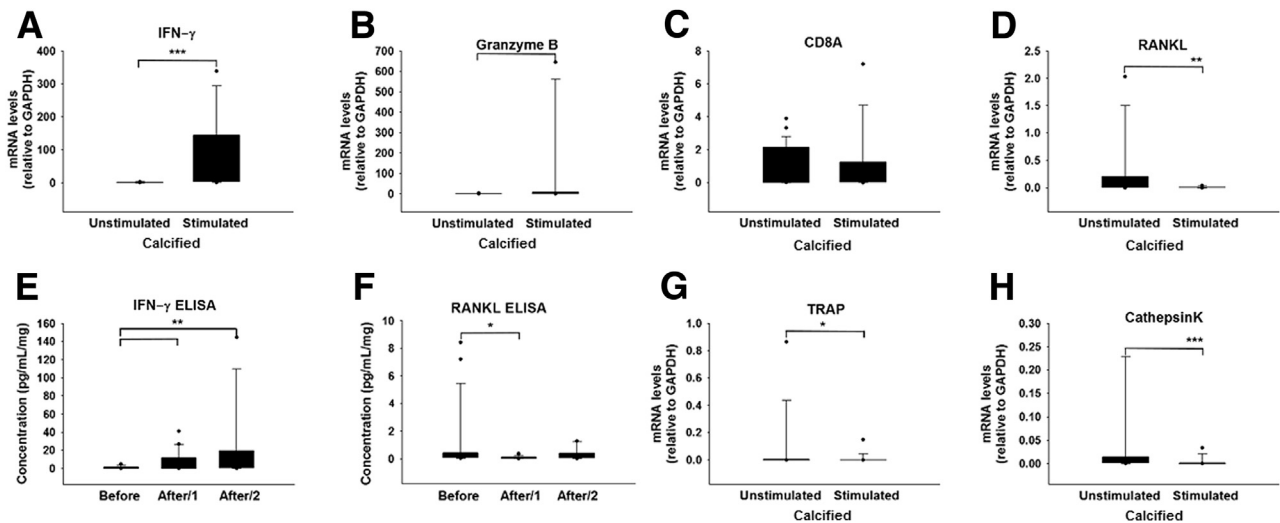 A
IFN−γ
***
mRNA levels
(relative to GAPDH)
400
300
200
100
0
Unstimulated Stimulated
Calcified
B
Granzyme B
mRNA levels
(relative to GAPDH)
700
600
500
400
300
200
100
0
Unstimulated Stimulated
Calcified
C
CD8A
mRNA levels
(relative to GAPDH)
8
6
4
2
0
Unstimulated Stimulated
Calcified
D
RANKL
**
mRNA levels
(relative to GAPDH)
2.5
2.0
1.5
1.0
0.5
0.0
Unstimulated Stimulated
Calcified
E
IFN−γ ELISA
**
Concentration (pg/mL/mg)
160
140
120
100
80
60
40
20
0
Before After/1 After/2
F
RANKL ELISA
*
Concentration (pg/mL/mg)
10
8
6
4
2
0
Before After/1 After/2
G
TRAP
*
mRNA levels
(relative to GAPDH)
1.0
0.8
0.6
0.4
0.2
0.0
Unstimulated Stimulated
Calcified
H
CathepsinK
***
mRNA levels
(relative to GAPDH)
0.30
0.25
0.20
0.15
0.10
0.05
0.00
Unstimulated Stimulated
Calcified